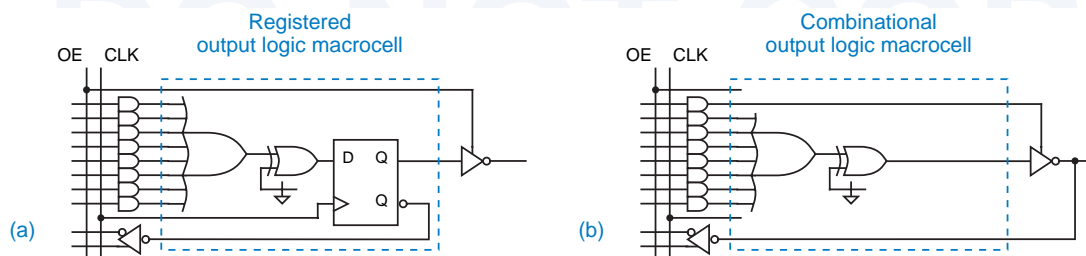 Registered
output logic macrocell
OE CLK
D Q
Q
(a)
Combinational
output logic macrocell
OE CLK
(b)